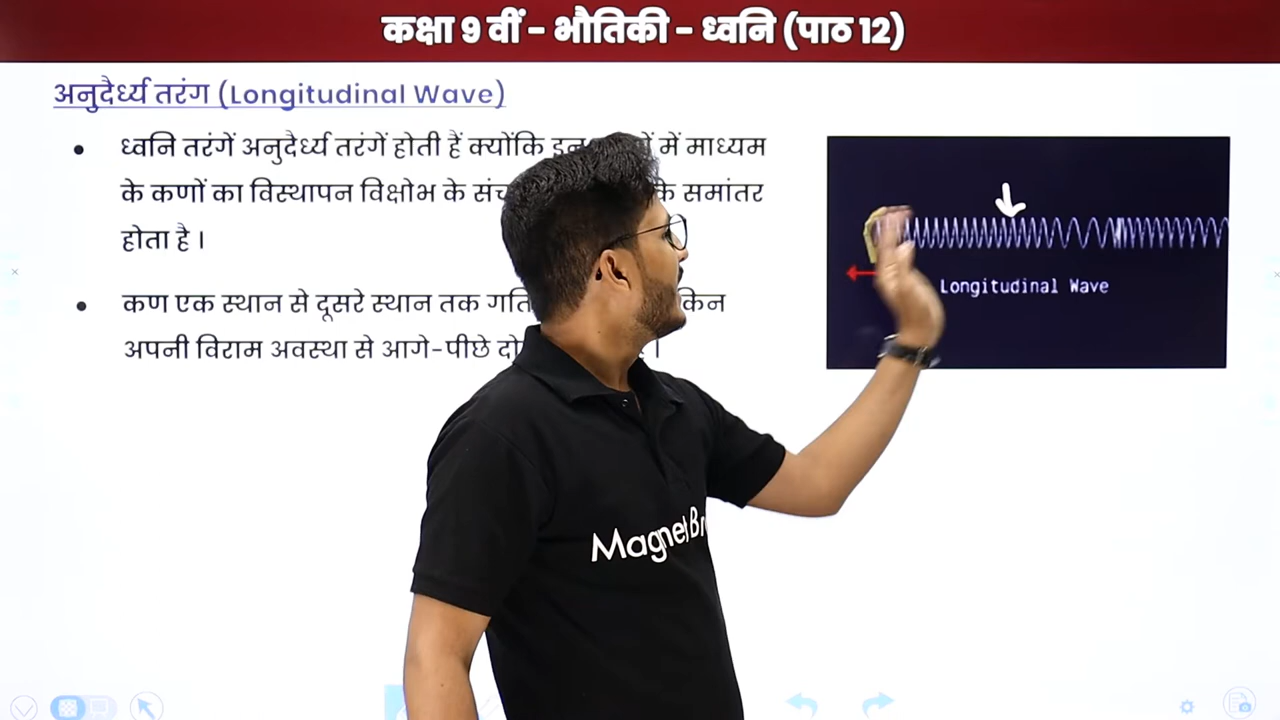 कक्षा 9 वीं - भौतिकी - ध्वनि (पाठ 12)
अनुदैर्ध्य तरंग (Longitudinal Wave)
ध्वनि तरंगें अनुदैर्ध्य तरंगें होती हैं क्योंकि में माध्यम
के कणों का विस्थापन विक्षोभ के के समांतर
होता है ।
कण एक स्थान से दूसरे स्थान तक
अपनी विराम अवस्था से आगे-पीछे
Longitudinal Wave